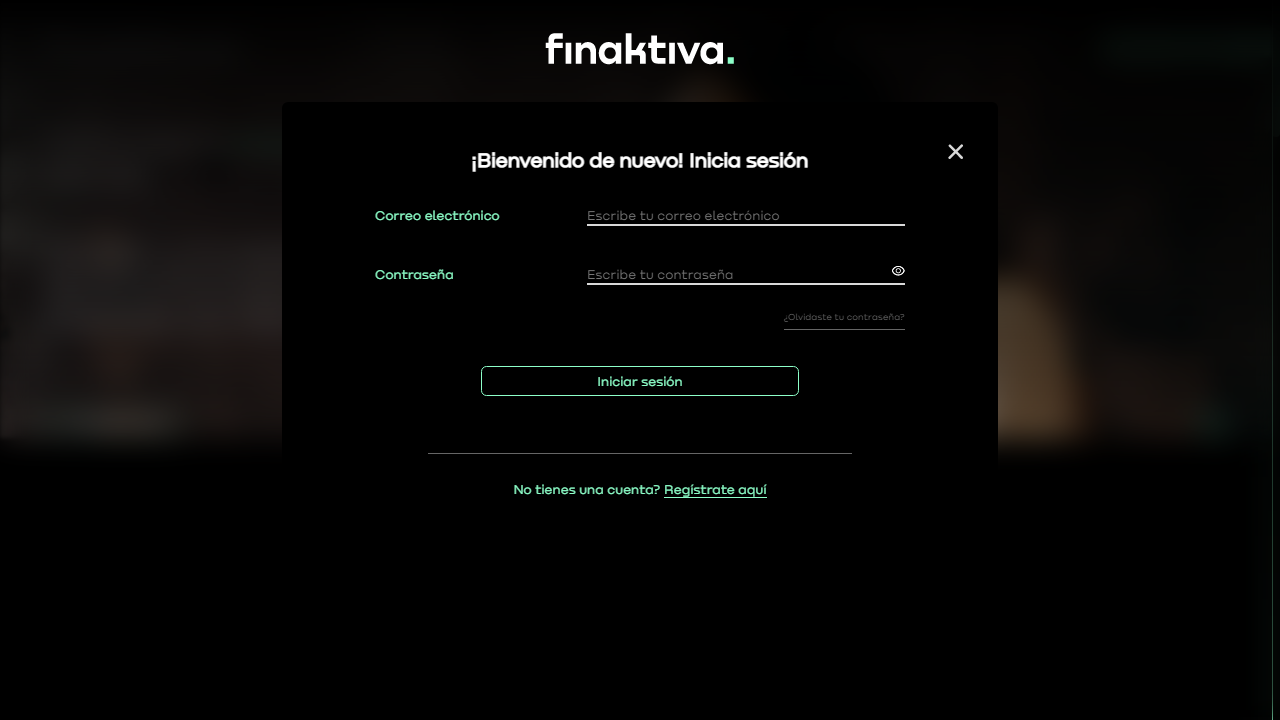 finaktiva.
¡Bienvenido de nuevo! Inicia sesión
Correo electrónico
Escribe tu correo electrónico
Contraseña
Escribe tu contraseña
¿Olvidaste tu contraseña?
Iniciar sesión
No tienes una cuenta? Regístrate aquí